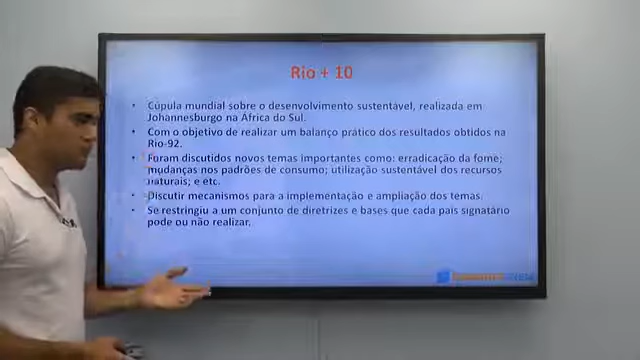 Rio + 10
• Cúpula mundial sobre o desenvolvimento sustentável, realizada em
Johannesburgo na África do Sul.
• Com o objetivo de realizar um balanço prático dos resultados obtidos na
Rio-92.
• Foram discutidos novos temas importantes como: erradicação da fome;
mudanças nos padrões de consumo; utilização sustentável dos recursos
naturais; e etc.
• Discutir mecanismos para a implementação e ampliação dos temas.
• Se restringiu a um conjunto de diretrizes e bases que cada país signatário
pode ou não realizar.